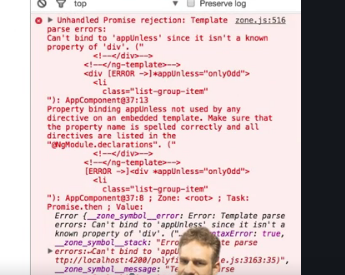 top
Preserve log
Unhandled Promise rejection: Template zone.js:516
parse errors:
Can't bind to 'appUnless' since it isn't a known
property of 'div'. ("
<!--</div>-->
<!--</ng-template>-->
<div [ERROR ->]*appUnless="onlyOdd">
<li
class="list-group-item"
"): AppComponent@37:13
Property binding appUnless not used by any
directive on an embedded template. Make sure that
the property name is spelled correctly and all
directives are listed in the
"@NgModule.declarations". ("
<!--</div>-->
<!--</ng-template>-->
[ERROR ->]<div *appUnless="onlyOdd">
<li
class="list-group-item"
"): AppComponent@37:8 ; Zone: <root> ; Task:
Promise.then ; Value:
Error {__zone_symbol__error: Error: Template parse
errors: Can't bind to 'appUnless' since it isn't a
known property of 'div'. ("… ntaxError: true,
__zone_symbol__stack: "Error: Template parse
errors: Can't bind to 'appUn
ttp://localhost:4200/polyfi s.js:3163:35)",
__zone_symbol__message: "Te rse